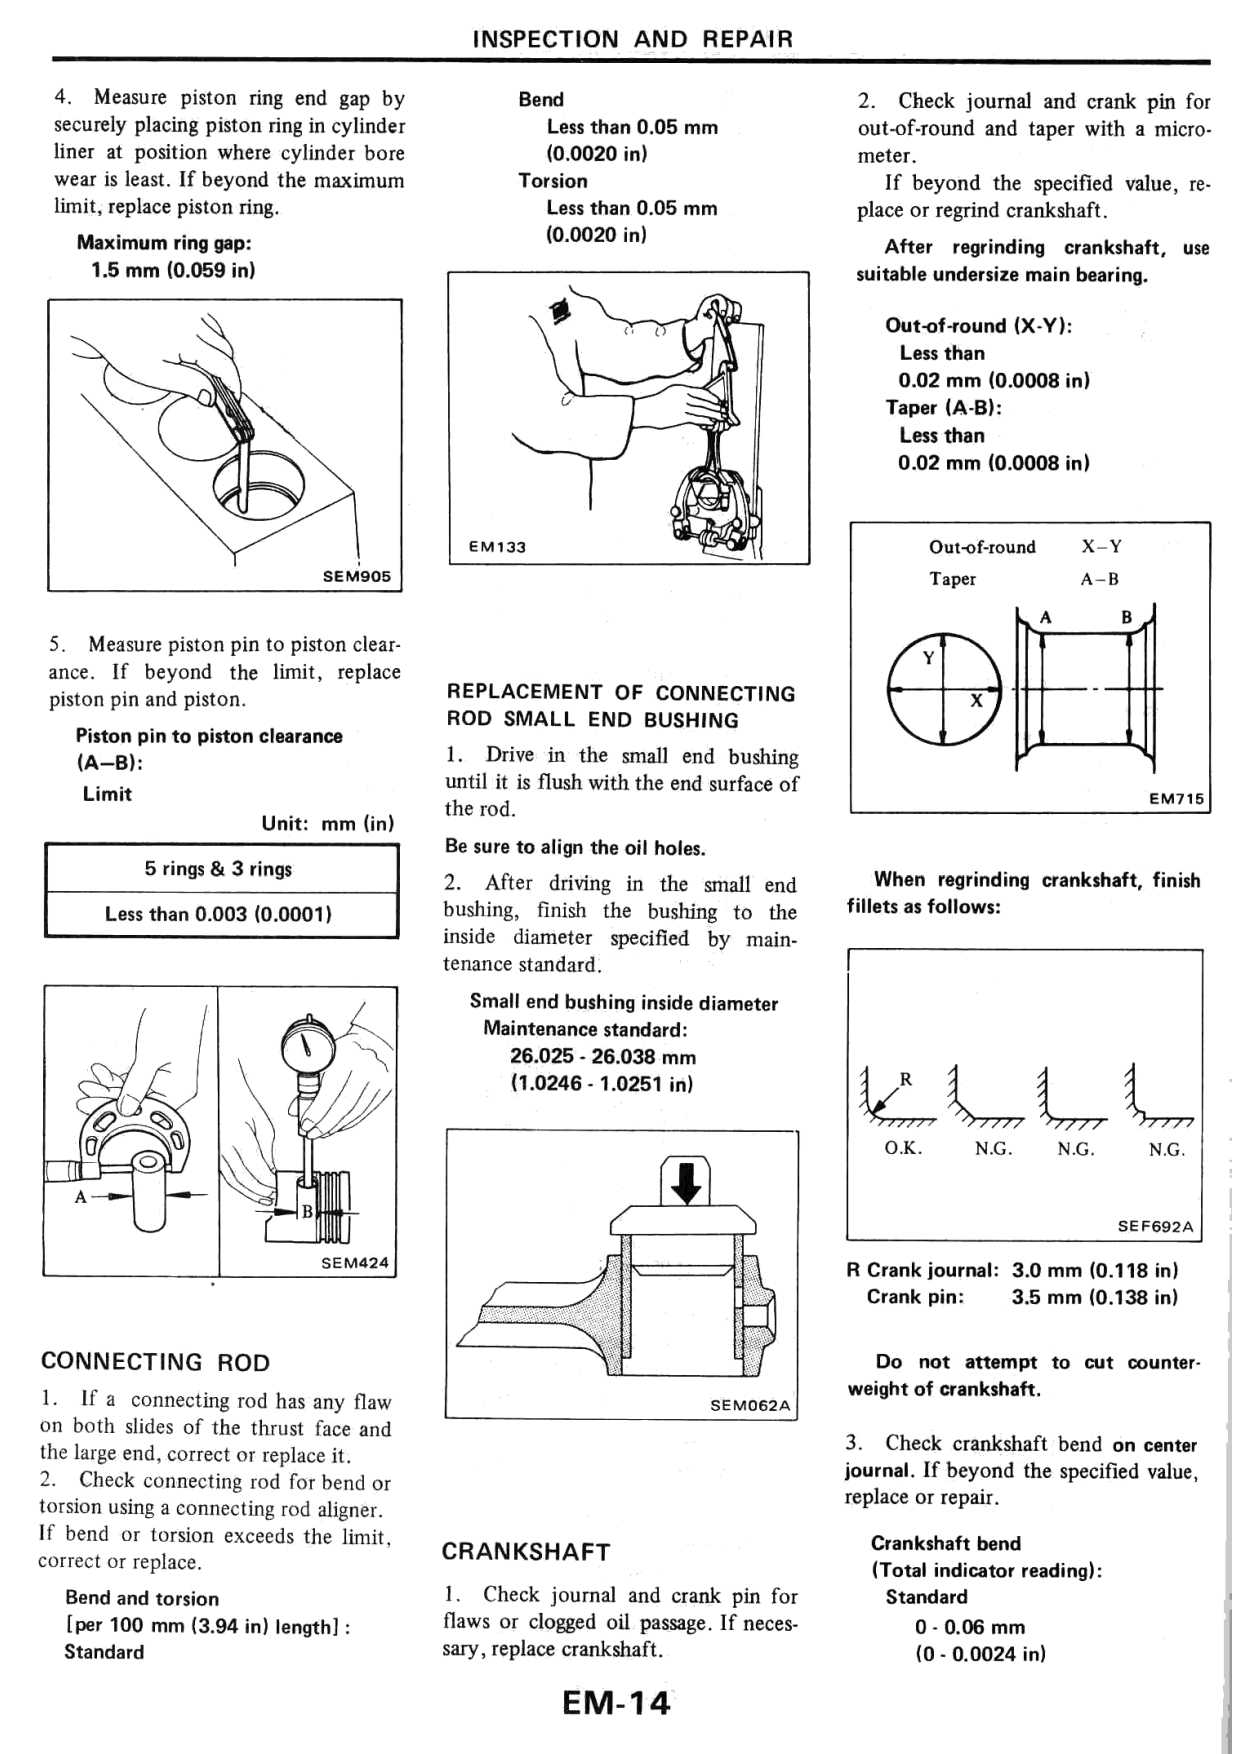 INSPECTION AND REPAIR
4. Measure piston ring end gap by
securely placing piston ring in cylinder
liner at position where cylinder bore
wear is least. If beyond the maximum
limit, replace piston ring.
Maximum ring gap:
1.5 mm (0.059 in)
SEM905
5. Measure piston pin to piston clear-
ance. If beyond the limit, replace
piston pin and piston.
Piston pin to piston clearance
(A–B):
Limit
Unit: mm (in)
5 rings & 3 rings
Less than 0.003 (0.0001)
A
B
SEM424
CONNECTING ROD
1. If a connecting rod has any flaw
on both slides of the thrust face and
the large end, correct or replace it.
2. Check connecting rod for bend or
torsion using a connecting rod aligner.
If bend or torsion exceeds the limit,
correct or replace.
Bend and torsion
[per 100 mm (3.94 in) length] :
Standard
Bend
Less than 0.05 mm
(0.0020 in)
Torsion
Less than 0.05 mm
(0.0020 in)
EM133
REPLACEMENT OF CONNECTING
ROD SMALL END BUSHING
1. Drive in the small end bushing
until it is flush with the end surface of
the rod.
Be sure to align the oil holes.
2. After driving in the small end
bushing, finish the bushing to the
inside diameter specified by main-
tenance standard.
Small end bushing inside diameter
Maintenance standard:
26.025 - 26.038 mm
(1.0246 - 1.0251 in)
SEM062A
CRANKSHAFT
1. Check journal and crank pin for
flaws or clogged oil passage. If neces-
sary, replace crankshaft.
2. Check journal and crank pin for
out-of-round and taper with a micro-
meter.
If beyond the specified value, re-
place or regrind crankshaft.
After regrinding crankshaft, use
suitable undersize main bearing.
Out-of-round (X-Y):
Less than
0.02 mm (0.0008 in)
Taper (A-B):
Less than
0.02 mm (0.0008 in)
Out-of-round X–Y
Taper A–B
A B
Y
X
EM715
When regrinding crankshaft, finish
fillets as follows:
R
O.K. N.G. N.G. N.G.
SEF692A
R Crank journal: 3.0 mm (0.118 in)
Crank pin: 3.5 mm (0.138 in)
Do not attempt to cut counter-
weight of crankshaft.
3. Check crankshaft bend on center
journal. If beyond the specified value,
replace or repair.
Crankshaft bend
(Total indicator reading):
Standard
0 - 0.06 mm
(0 - 0.0024 in)
EM-14